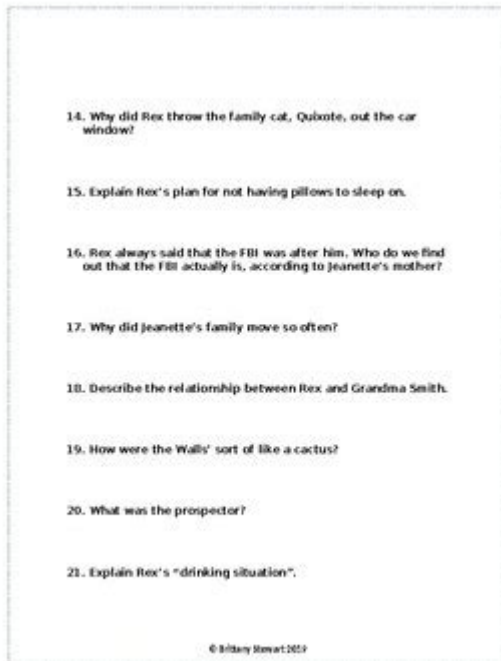 14. Why did Rex throw the family cat, Quixote, out the car
window?
15. Explain Rex's plan for not having pillows to sleep on.
16. Rex always said that the FBI was after him. Who do we find
out that the FBI actually is, according to Jeanette's mother?
17. Why did Jeanette's family move so often?
18. Describe the relationship between Rex and Grandma Smith.
19. How were the Walls' sort of like a cactus?
20. What was the prospector?
21. Explain Rex's "drinking situation".
© Brittany Stewart 2019